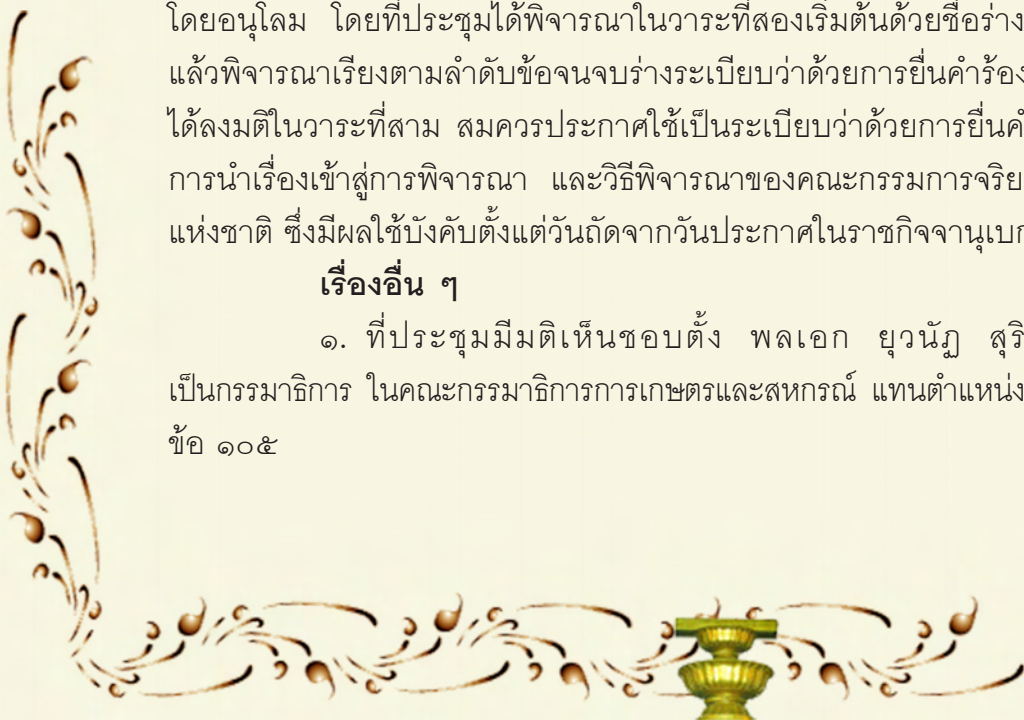 โดยอนุโลม โดยที่ประชุมได้พิจารณาในวาระที่สองเริ่มต้นด้วยชื่อร่าง
แล้วพิจารณาเรียงตามลำดับข้อจนจบร่างระเบียบว่าด้วยการยื่นคำร้อง
ได้ลงมติในวาระที่สาม สมควรประกาศใช้เป็นระเบียบว่าด้วยการยื่นคำ
การนำเรื่องเข้าสู่การพิจารณา และวิธีพิจารณาของคณะกรรมการจริย
แห่งชาติ ซึ่งมีผลใช้บังคับตั้งแต่วันถัดจากวันประกาศในราชกิจจานุเบก
เรื่องอื่น ๆ
๑. ที่ประชุมมีมติเห็นชอบตั้ง พลเอก ยุวนัฏ สุริ
เป็นกรรมาธิการ ในคณะกรรมาธิการการเกษตรและสหกรณ์ แทนตำแหน่ง
ข้อ ๑๐๕